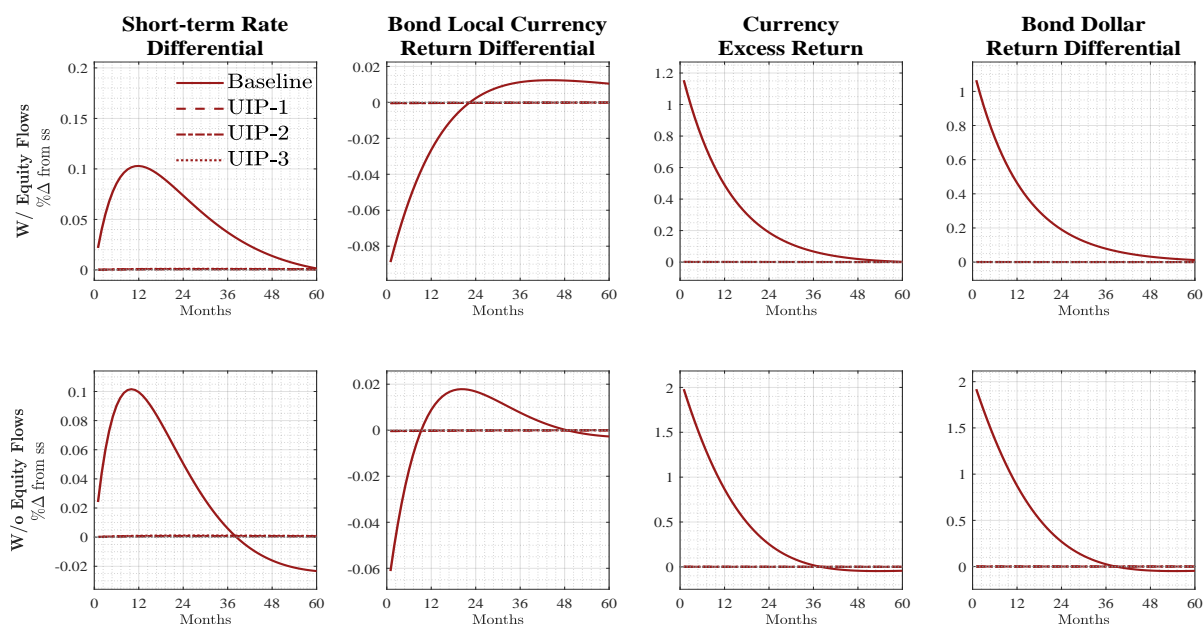 Short-term Rate
Differential
Bond Local Currency
Return Differential
Currency
Excess Return
Bond Dollar
Return Differential
W/ Equity Flows
%Δ from ss
0.2
0.15
0.1
0.05
0
Baseline
UIP-1
UIP-2
UIP-3
0 12 24 36 48 60
Months
0.02
0
-0.02
-0.04
-0.06
-0.08
0 12 24 36 48 60
Months
1.2
1
0.8
0.6
0.4
0.2
0
0 12 24 36 48 60
Months
1
0.8
0.6
0.4
0.2
0
0 12 24 36 48 60
Months
W/o Equity Flows
%Δ from ss
0.1
0.08
0.06
0.04
0.02
0
-0.02
0 12 24 36 48 60
Months
0.02
0
-0.02
-0.04
-0.06
0 12 24 36 48 60
Months
2
1.5
1
0.5
0
0 12 24 36 48 60
Months
2
1.5
1
0.5
0
0 12 24 36 48 60
Months